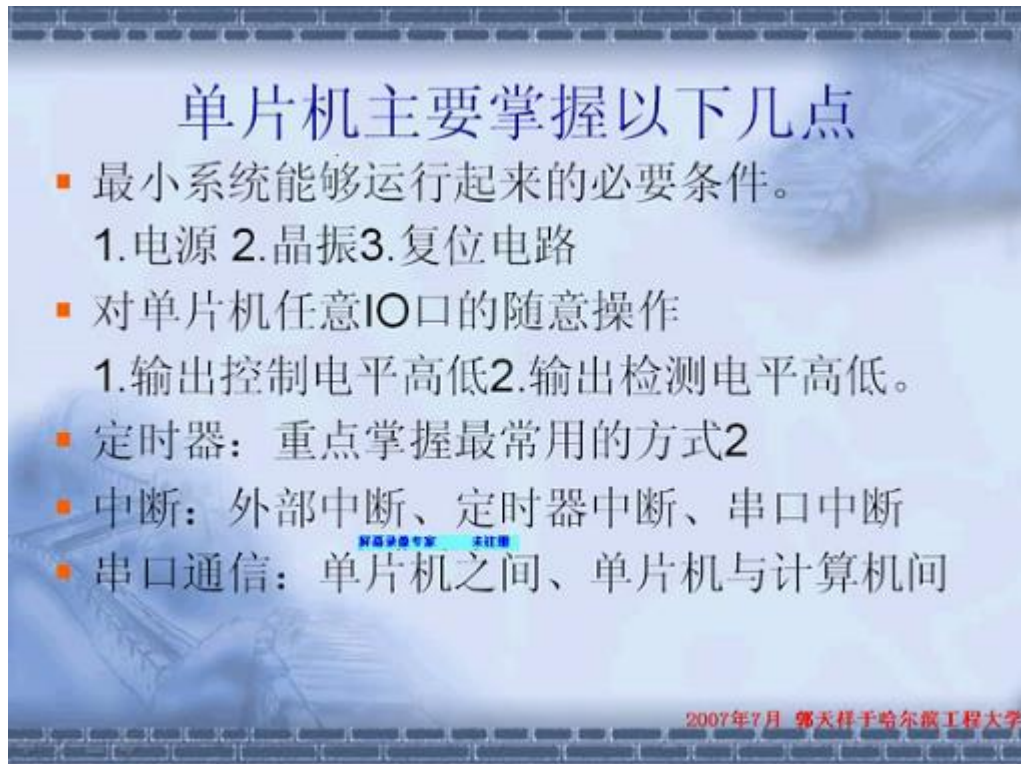 单片机主要掌握以下几点
▪ 最小系统能够运行起来的必要条件。
1.电源 2.晶振3.复位电路
▪ 对单片机任意IO口的随意操作
1.输出控制电平高低2.输出检测电平高低。
▪ 定时器：重点掌握最常用的方式2
▪ 中断：外部中断、定时器中断、串口中断
屏幕录像专家 未注册
▪ 串口通信：单片机之间、单片机与计算机间
2007年7月 郭天祥于哈尔滨工程大学